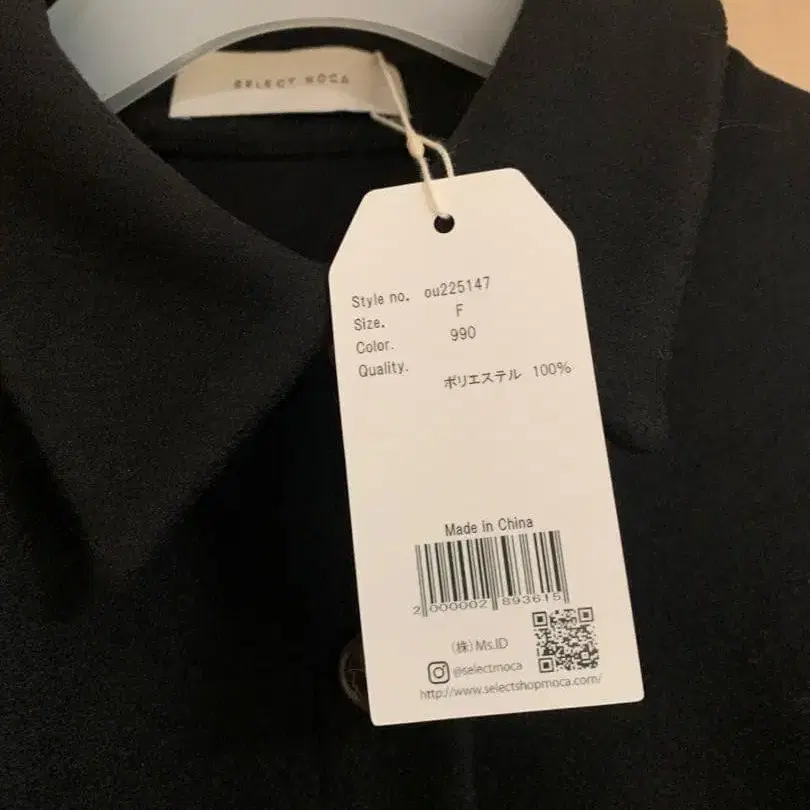 SELECT MOCA
Style no. ou225147
Size. F
Color. 990
Quality.
ポリエステル 100%
Made in China
2 000002 893615
(株)Ms.ID
@selectmoca
http://www.selectshopmoca.com/